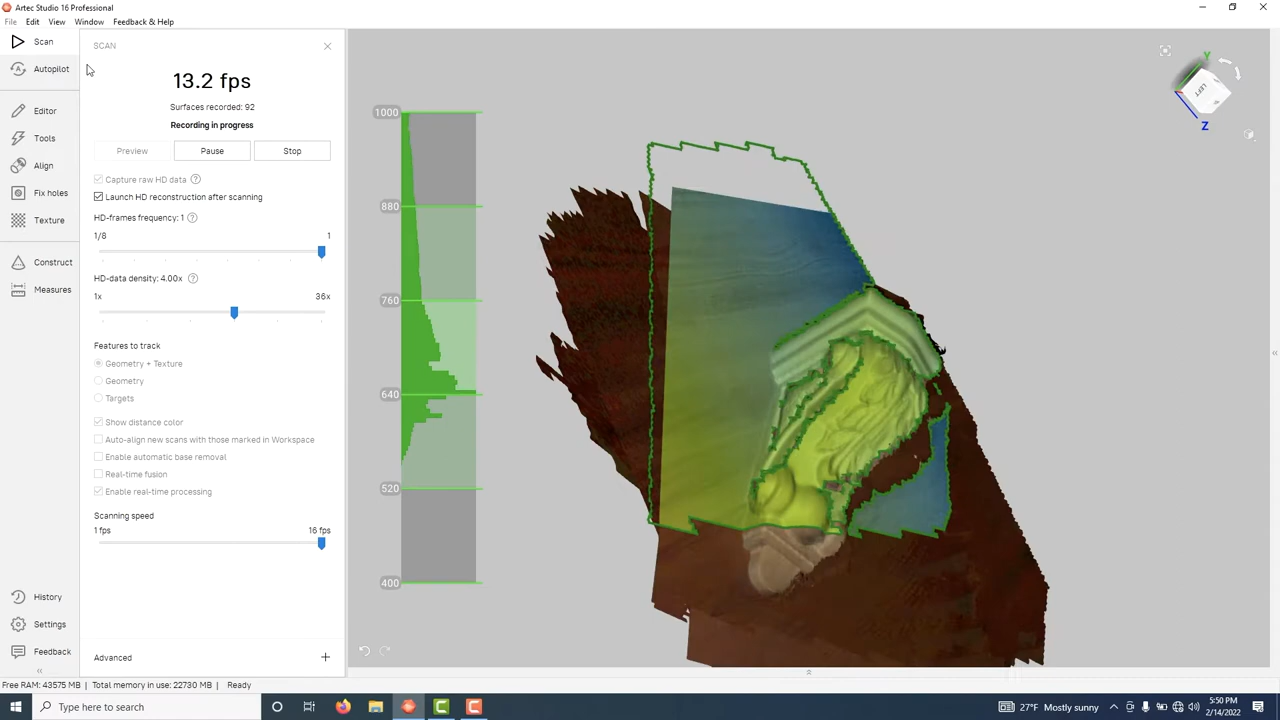 Artec Studio 16 Professional
File Edit View Window Feedback & Help
Scan
Autopilot
Editor
Tools
Align
Fix holes
Texture
Construct
Measures
History
Settings
Feedback
SCAN
13.2 fps
Surfaces recorded: 92
Recording in progress
Preview Pause Stop
Capture raw HD data ?
Launch HD reconstruction after scanning
HD-frames frequency: 1 ?
1/8 1
HD-data density: 4.00x ?
1x 36x
Features to track
Geometry + Texture
Geometry
Targets
Show distance color
Auto-align new scans with those marked in Workspace
Enable automatic base removal
Real-time fusion
Enable real-time processing
Scanning speed
1 fps 16 fps
Advanced +
1000
880
760
640
520
400
Y
LEFT
Z
Free RAM: 43575 MB | Total memory in use: 22730 MB | Ready
Type here to search
27°F Mostly sunny
5:50 PM
2/14/2022